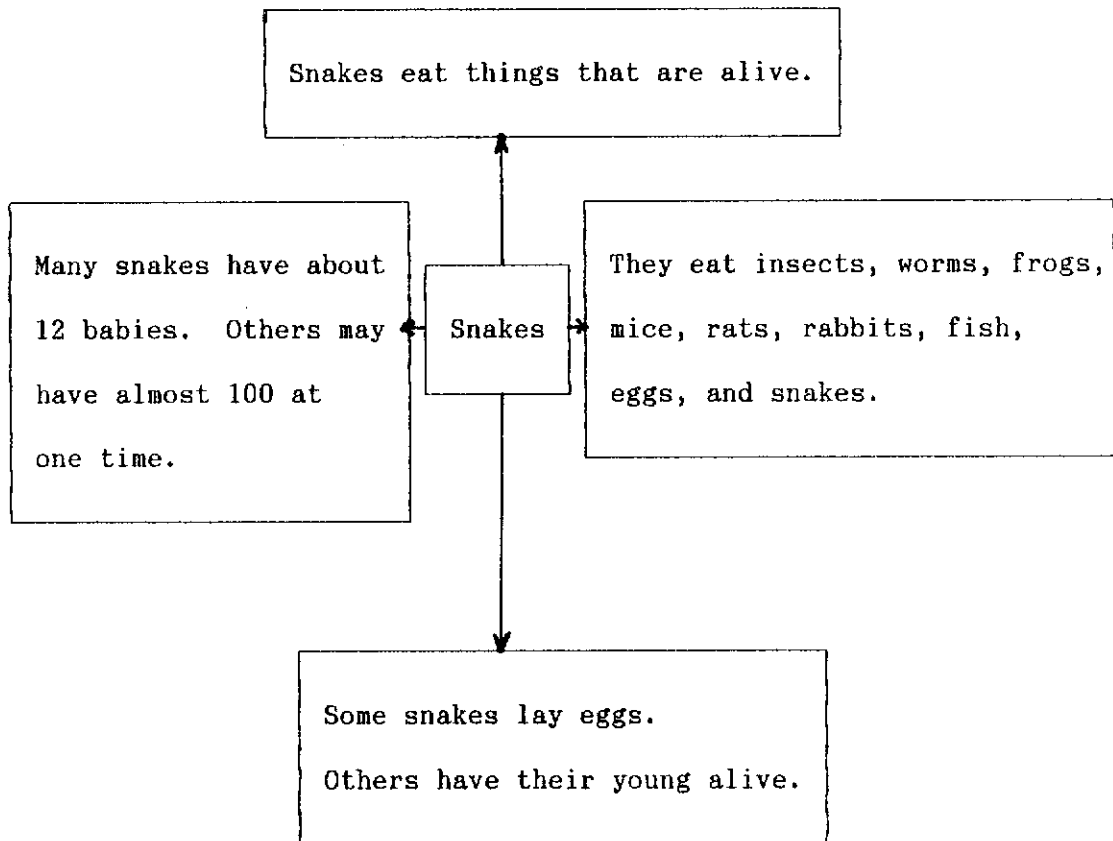 Snakes eat things that are alive.
Many snakes have about
12 babies. Others may
have almost 100 at
one time.
Snakes
They eat insects, worms, frogs,
mice, rats, rabbits, fish,
eggs, and snakes.
Some snakes lay eggs.
Others have their young alive.